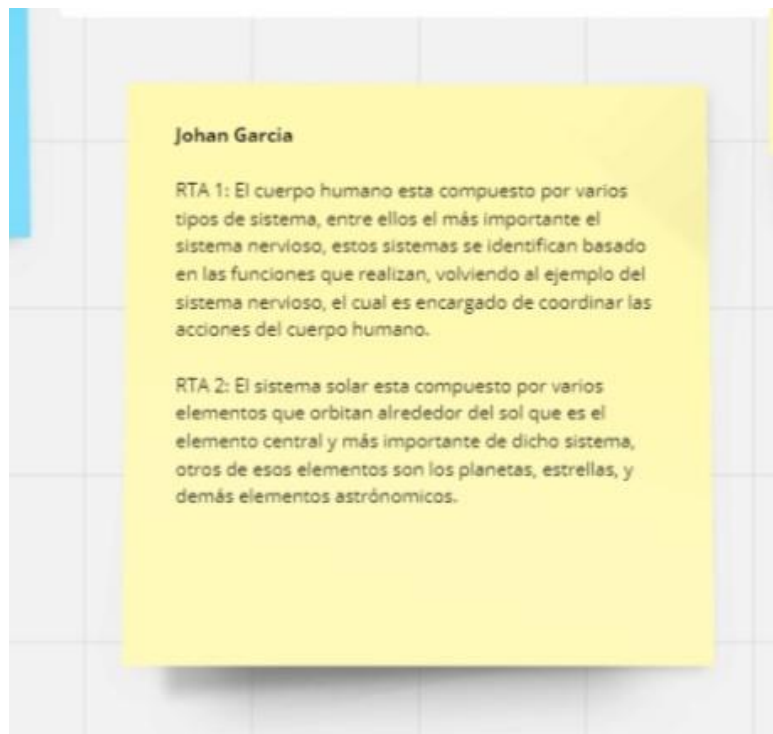 Johan Garcia
RTA 1: El cuerpo humano esta compuesto por varios
tipos de sistema, entre ellos el más importante el
sistema nervioso, estos sistemas se identifican basado
en las funciones que realizan, volviendo al ejemplo del
sistema nervioso, el cual es encargado de coordinar las
acciones del cuerpo humano.
RTA 2: El sistema solar esta compuesto por varios
elementos que orbitan alrededor del sol que es el
elemento central y más importante de dicho sistema,
otros de esos elementos son los planetas, estrellas, y
demás elementos astrónomicos.